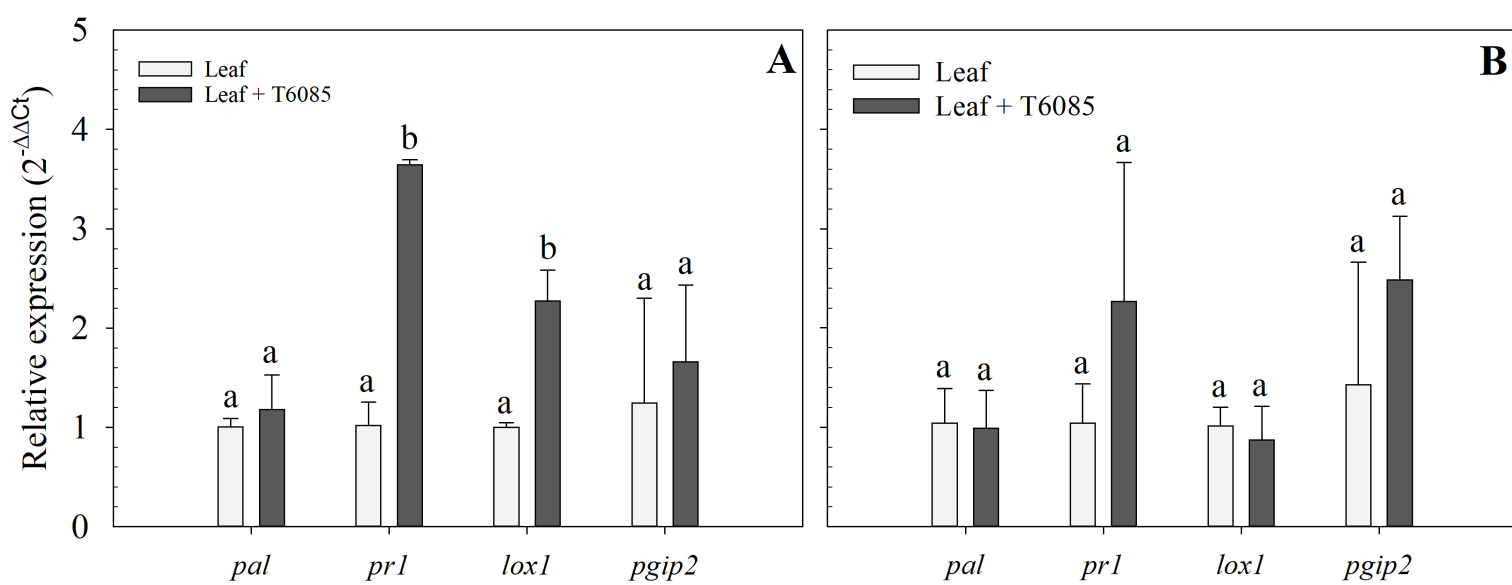 Relative expression (2^-ΔΔCt)
5
4
3
2
1
0
A
Leaf
Leaf + T6085
a
a
a
b
a
b
a
a
pal
pr1
lox1
pgip2
B
Leaf
Leaf + T6085
a
a
a
a
a
a
a
a
pal
pr1
lox1
pgip2